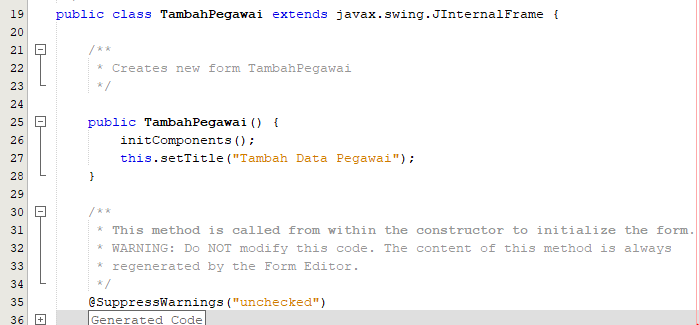 19 public class TambahPegawai extends javax.swing.JInternalFrame {
20
21 /**
22 * Creates new form TambahPegawai
23 */
24
25 public TambahPegawai() {
26 initComponents();
27 this.setTitle("Tambah Data Pegawai");
28 }
29
30 /**
31 * This method is called from within the constructor to initialize the form.
32 * WARNING: Do NOT modify this code. The content of this method is always
33 * regenerated by the Form Editor.
34 */
35 @SuppressWarnings("unchecked")
36 Generated Code